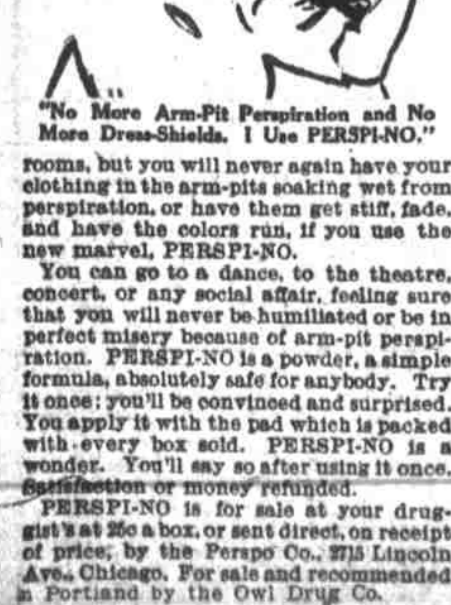 "No More Arm-Pit Perspiration and No
More Dress-Shields. I Use PERSPI-NO."
rooms, but you will never again have your
clothing in the arm-pits soaking wet from
perspiration, or have them get stiff, fade,
and have the colors run, if you use the
new marvel, PERSPI-NO.
You can go to a dance, to the theatre,
concert, or any social affair, feeling sure
that you will never be humiliated or be in
perfect misery because of arm-pit perspi-
ration. PERSPI-NO is a powder, a simple
formula, absolutely safe for anybody. Try
it once; you'll be convinced and surprised.
You apply it with the pad which is packed
with every box sold. PERSPI-NO is a
wonder. You'll say so after using it once.
Satisfaction or money refunded.
PERSPI-NO is for sale at your drug-
gist's at 25c a box, or sent direct, on receipt
of price, by the Perspo Co., 2715 Lincoln
Ave., Chicago. For sale and recommended
in Portland by the Owl Drug Co.